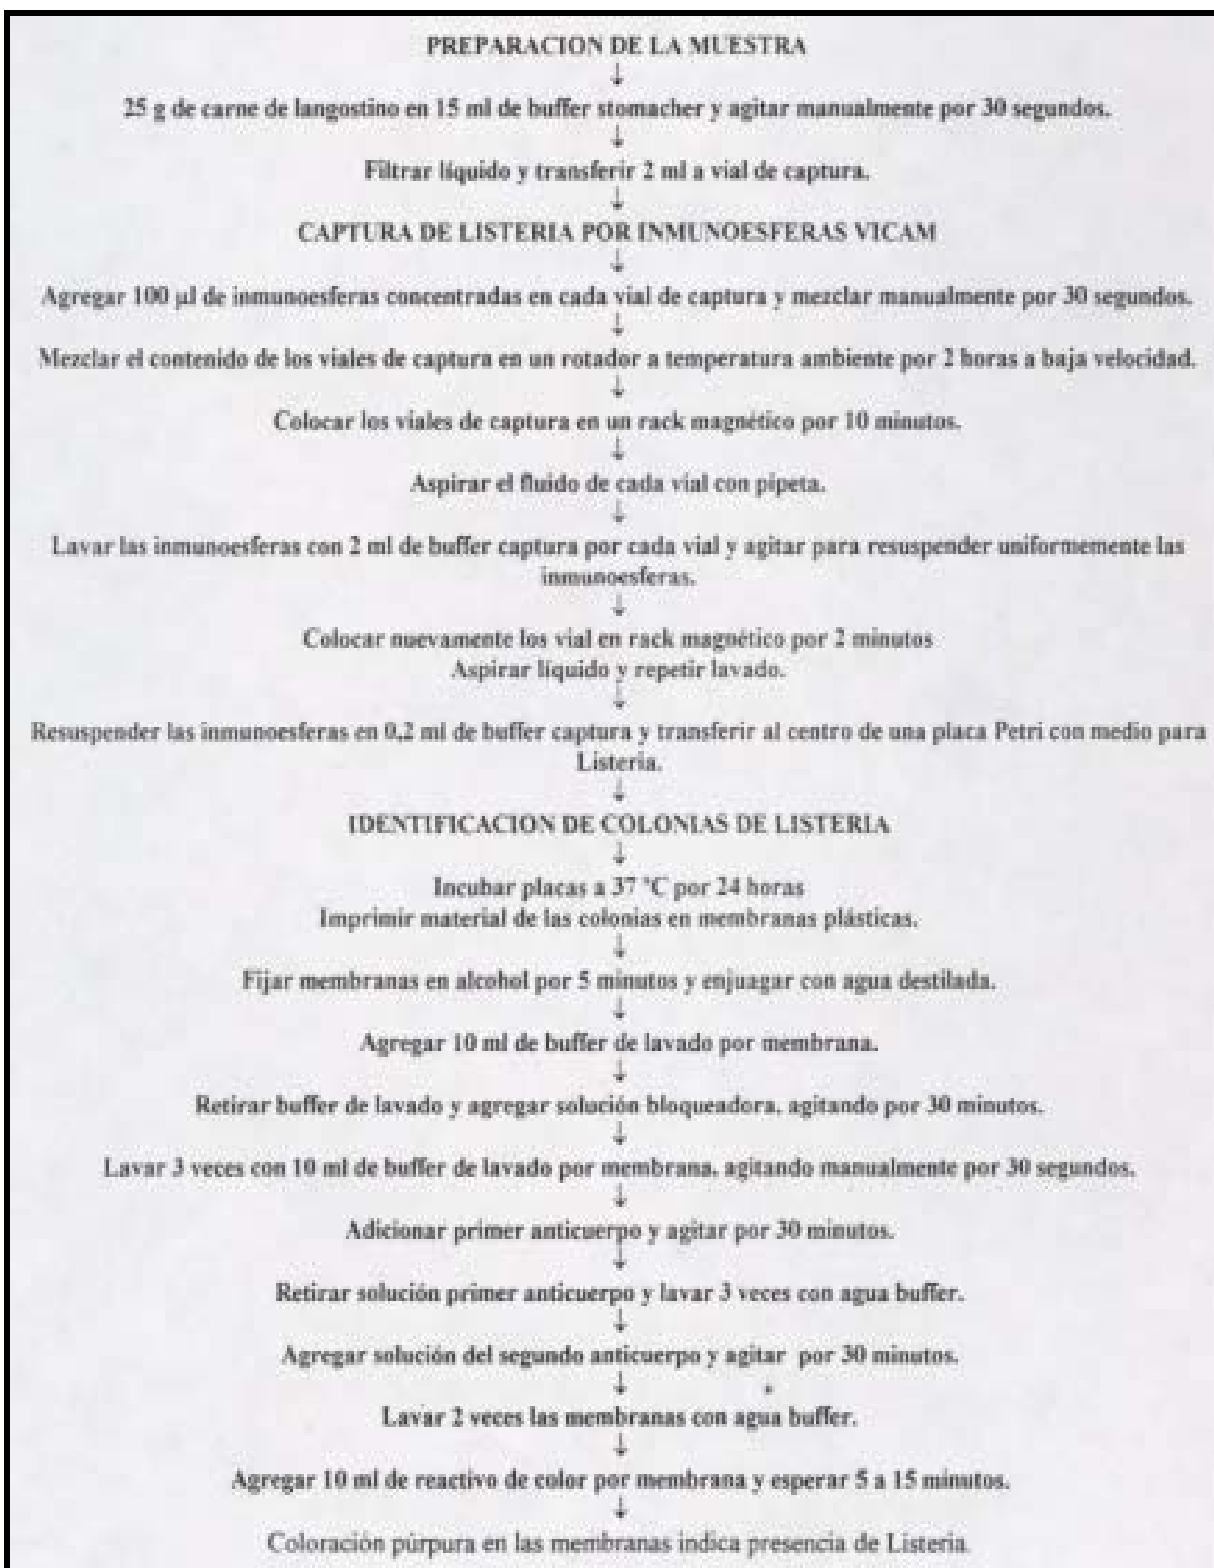 PREPARACION DE LA MUESTRA
↓
25 g de carne de langostino en 15 ml de buffer stomacher y agitar manualmente por 30 segundos.
↓
Filtrar líquido y transferir 2 ml a vial de captura.
↓
CAPTURA DE LISTERIA POR INMUNOESFERAS VICAM
↓
Agregar 100 µl de inmunoesferas concentradas en cada vial de captura y mezclar manualmente por 30 segundos.
↓
Mezclar el contenido de los viales de captura en un rotador a temperatura ambiente por 2 horas a baja velocidad.
↓
Colocar los viales de captura en un rack magnético por 10 minutos.
↓
Aspirar el fluido de cada vial con pipeta.
↓
Lavar las inmunoesferas con 2 ml de buffer captura por cada vial y agitar para resuspender uniformemente las
inmunoesferas.
↓
Colocar nuevamente los vial en rack magnético por 2 minutos
Aspirar líquido y repetir lavado.
↓
Resuspender las inmunoesferas en 0,2 ml de buffer captura y transferir al centro de una placa Petri con medio para
Listeria.
↓
IDENTIFICACION DE COLONIAS DE LISTERIA
↓
Incubar placas a 37 °C por 24 horas
Imprimir material de las colonias en membranas plásticas.
↓
Fijar membranas en alcohol por 5 minutos y enjuagar con agua destilada.
↓
Agregar 10 ml de buffer de lavado por membrana.
↓
Retirar buffer de lavado y agregar solución bloqueadora, agitando por 30 minutos.
↓
Lavar 3 veces con 10 ml de buffer de lavado por membrana, agitando manualmente por 30 segundos.
↓
Adicionar primer anticuerpo y agitar por 30 minutos.
↓
Retirar solución primer anticuerpo y lavar 3 veces con agua buffer.
↓
Agregar solución del segundo anticuerpo y agitar por 30 minutos.
↓
Lavar 2 veces las membranas con agua buffer.
↓
Agregar 10 ml de reactivo de color por membrana y esperar 5 a 15 minutos.
↓
Coloración púrpura en las membranas indica presencia de Listeria.